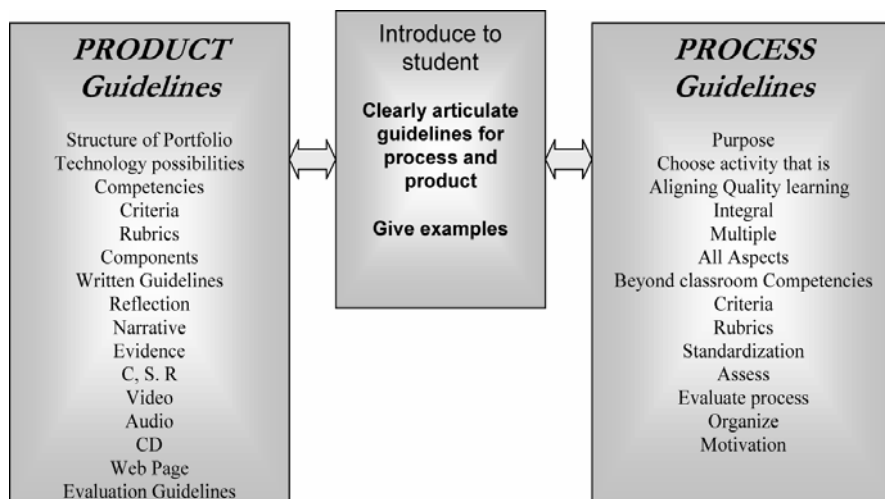 PRODUCT
Guidelines
Structure of Portfolio
Technology possibilities
Competencies
Criteria
Rubrics
Components
Written Guidelines
Reflection
Narrative
Evidence
C, S. R
Video
Audio
CD
Web Page
Evaluation Guidelines
Introduce to
student
Clearly articulate
guidelines for
process and
product
Give examples
PROCESS
Guidelines
Purpose
Choose activity that is
Aligning Quality learning
Integral
Multiple
All Aspects
Beyond classroom Competencies
Criteria
Rubrics
Standardization
Assess
Evaluate process
Organize
Motivation